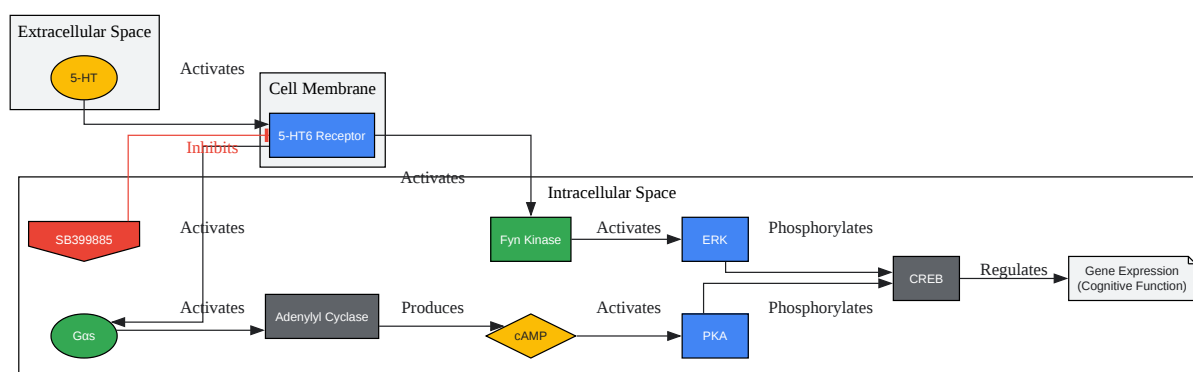 Extracellular Space
5-HT
Activates
Cell Membrane
5-HT6 Receptor
Inhibits
Activates
Intracellular Space
SB399885
Activates
Fyn Kinase
Activates
ERK
Phosphorylates
CREB
Regulates
Gene Expression
(Cognitive Function)
Gαs
Activates
Adenylyl Cyclase
Produces
cAMP
Activates
PKA
Phosphorylates